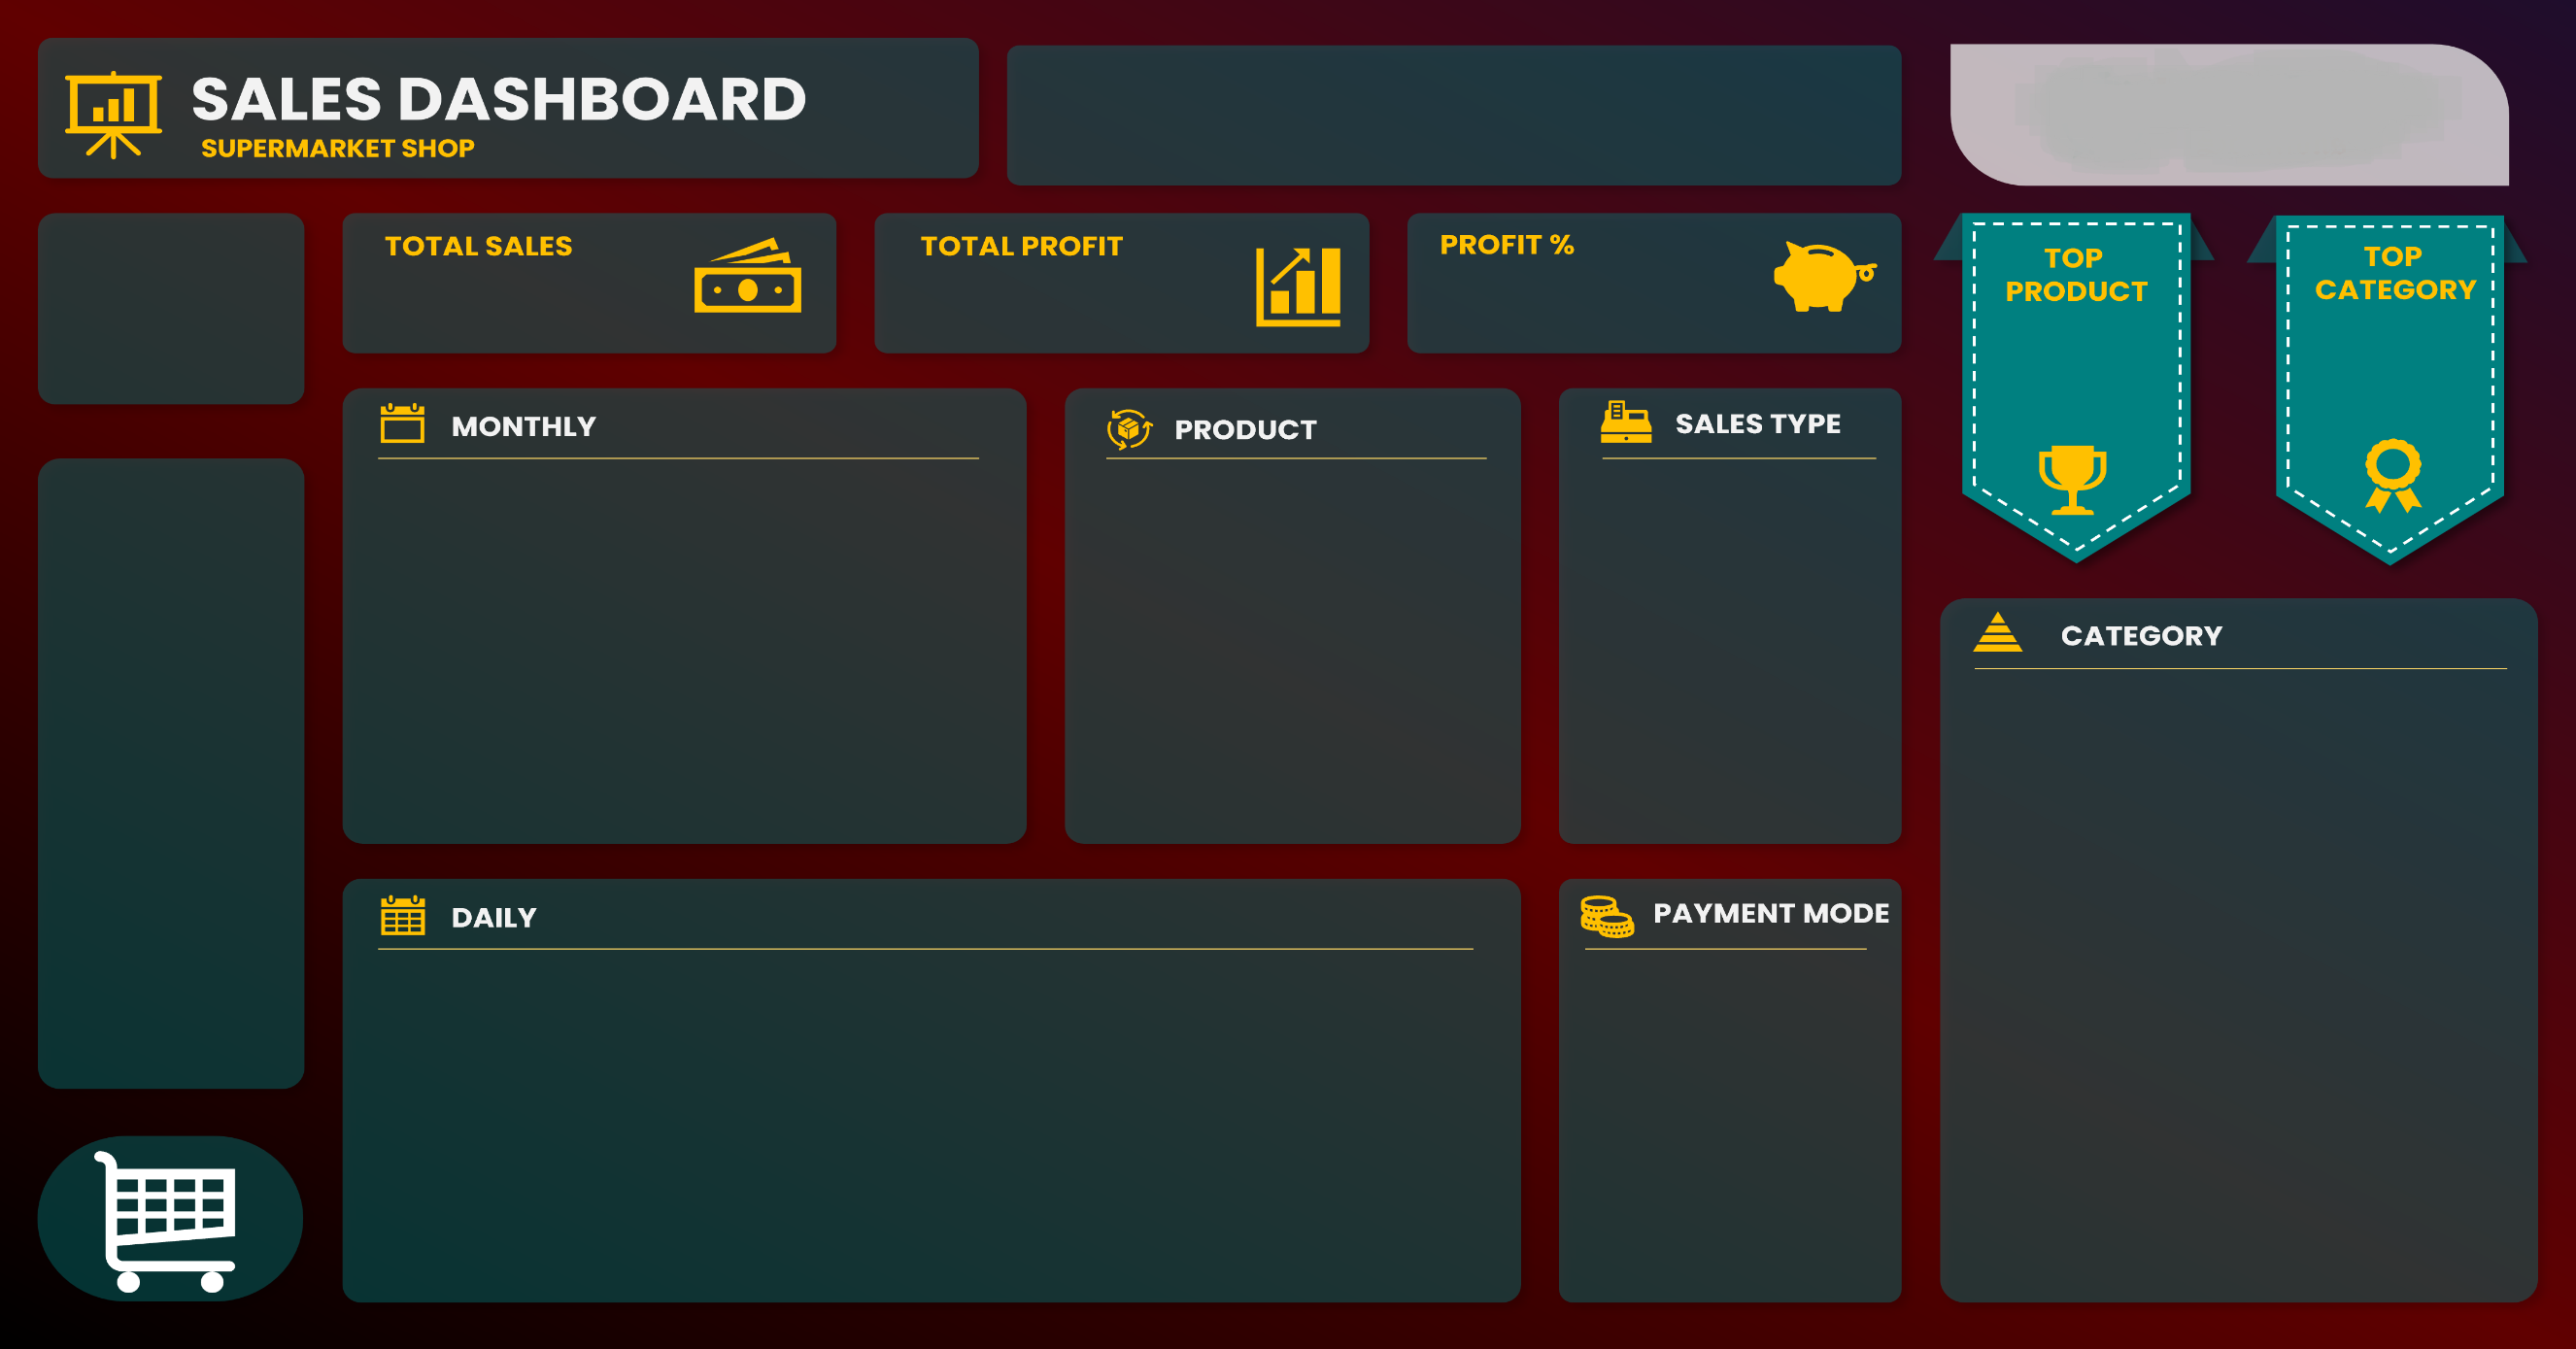 SALES DASHBOARD
SUPERMARKET SHOP
TOTAL SALES
TOTAL PROFIT
PROFIT %
TOP
PRODUCT
TOP
CATEGORY
MONTHLY
PRODUCT
SALES TYPE
CATEGORY
DAILY
PAYMENT MODE